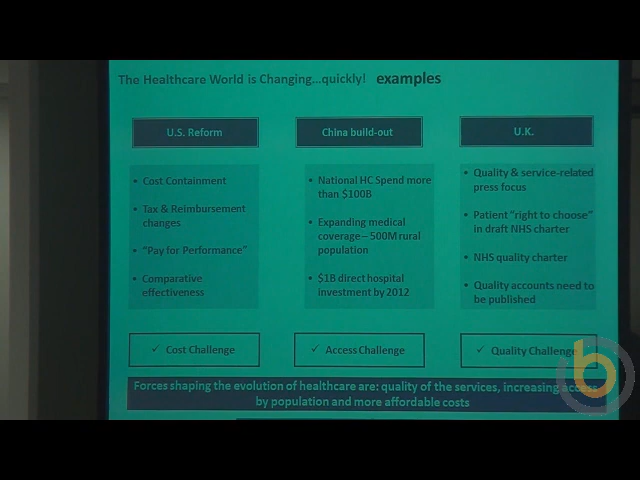 The Healthcare World is Changing...quickly! examples
U.S. Reform
• Cost Containment
• Tax & Reimbursement
changes
• "Pay for Performance"
• Comparative
effectiveness
✓ Cost Challenge
China build-out
• National HC Spend more
than $100B
• Expanding medical
coverage – 500M rural
population
• $1B direct hospital
investment by 2012
✓ Access Challenge
U.K.
• Quality & service-related
press focus
• Patient "right to choose"
in draft NHS charter
• NHS quality charter
• Quality accounts need to
be published
✓ Quality Challenge
Forces shaping the evolution of healthcare are: quality of the services, increasing access
by population and more affordable costs
b